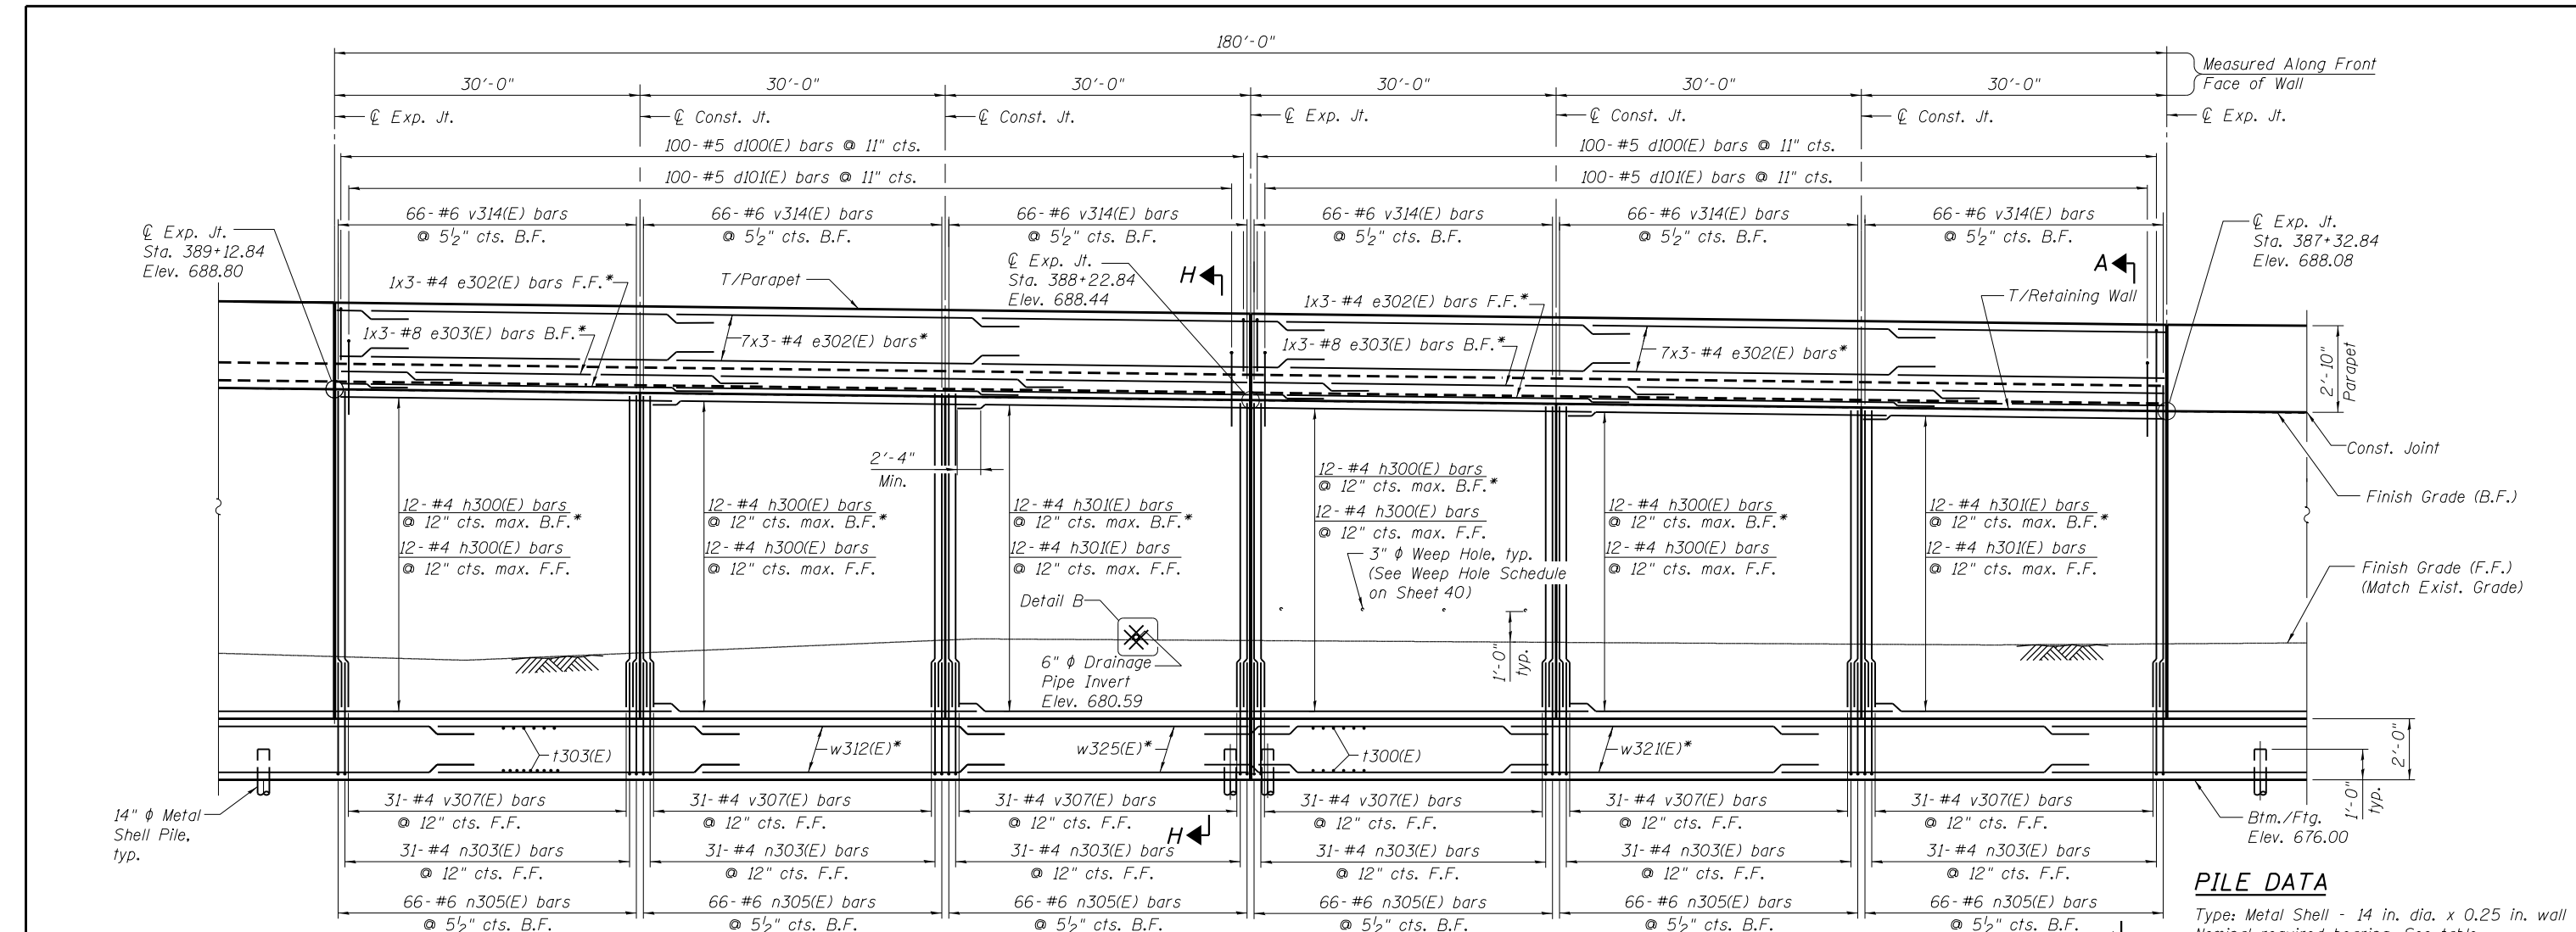 180'-0"
Measured Along Front
Face of Wall
30'-0" 30'-0" 30'-0" 30'-0" 30'-0" 30'-0"
℄ Exp. Jt. ℄ Const. Jt. ℄ Const. Jt. ℄ Exp. Jt. ℄ Const. Jt. ℄ Const. Jt. ℄ Exp. Jt.
100-#5 d100(E) bars @ 11" cts. 100-#5 d100(E) bars @ 11" cts.
100-#5 d101(E) bars @ 11" cts. 100-#5 d101(E) bars @ 11" cts.
66-#6 v314(E) bars 66-#6 v314(E) bars 66-#6 v314(E) bars 66-#6 v314(E) bars 66-#6 v314(E) bars 66-#6 v314(E) bars
@ 5½" cts. B.F. @ 5½" cts. B.F. @ 5½" cts. B.F. @ 5½" cts. B.F. @ 5½" cts. B.F. @ 5½" cts. B.F.
℄ Exp. Jt.
Sta. 389+12.84
Elev. 688.80
1x3-#4 e302(E) bars F.F.*
T/Parapet
℄ Exp. Jt.
Sta. 388+22.84
Elev. 688.44
H
1x3-#4 e302(E) bars F.F.*
A
℄ Exp. Jt.
Sta. 387+32.84
Elev. 688.08
T/Retaining Wall
1x3-#8 e303(E) bars B.F.*
7x3-#4 e302(E) bars*
1x3-#8 e303(E) bars B.F.*
7x3-#4 e302(E) bars*
2'-10"
Parapet
Const. Joint
2'-4"
Min.
Finish Grade (B.F.)
12-#4 h300(E) bars
@ 12" cts. max. B.F.*
12-#4 h300(E) bars
@ 12" cts. max. F.F.
12-#4 h300(E) bars
@ 12" cts. max. B.F.*
12-#4 h300(E) bars
@ 12" cts. max. F.F.
12-#4 h301(E) bars
@ 12" cts. max. B.F.*
12-#4 h301(E) bars
@ 12" cts. max. F.F.
12-#4 h300(E) bars
@ 12" cts. max. B.F.*
12-#4 h300(E) bars
@ 12" cts. max. F.F.
12-#4 h300(E) bars
@ 12" cts. max. B.F.*
12-#4 h300(E) bars
@ 12" cts. max. F.F.
12-#4 h301(E) bars
@ 12" cts. max. B.F.*
12-#4 h301(E) bars
@ 12" cts. max. F.F.
3" ϕ Weep Hole, typ.
(See Weep Hole Schedule
on Sheet 40)
Finish Grade (F.F.)
(Match Exist. Grade)
Detail B
6" ϕ Drainage
Pipe Invert
Elev. 680.59
1'-0"
typ.
t303(E)
w312(E)*
w325(E)*
t300(E)
w321(E)*
2'-0"
1'-0"
typ.
14" ϕ Metal
Shell Pile,
typ.
Btm./Ftg.
Elev. 676.00
31-#4 v307(E) bars 31-#4 v307(E) bars 31-#4 v307(E) bars 31-#4 v307(E) bars 31-#4 v307(E) bars 31-#4 v307(E) bars
@ 12" cts. F.F. @ 12" cts. F.F. @ 12" cts. F.F. @ 12" cts. F.F. @ 12" cts. F.F. @ 12" cts. F.F.
H
31-#4 n303(E) bars 31-#4 n303(E) bars 31-#4 n303(E) bars 31-#4 n303(E) bars 31-#4 n303(E) bars 31-#4 n303(E) bars
@ 12" cts. F.F. @ 12" cts. F.F. @ 12" cts. F.F. @ 12" cts. F.F. @ 12" cts. F.F. @ 12" cts. F.F.
66-#6 n305(E) bars 66-#6 n305(E) bars 66-#6 n305(E) bars 66-#6 n305(E) bars 66-#6 n305(E) bars 66-#6 n305(E) bars
@ 5½" cts. B.F. @ 5½" cts. B.F. @ 5½" cts. B.F. @ 5½" cts. B.F. @ 5½" cts. B.F. @ 5½" cts. B.F.
PILE DATA
Type: Metal Shell - 14 in. dia. x 0.25 in. wall
Nominal required bearing: See table